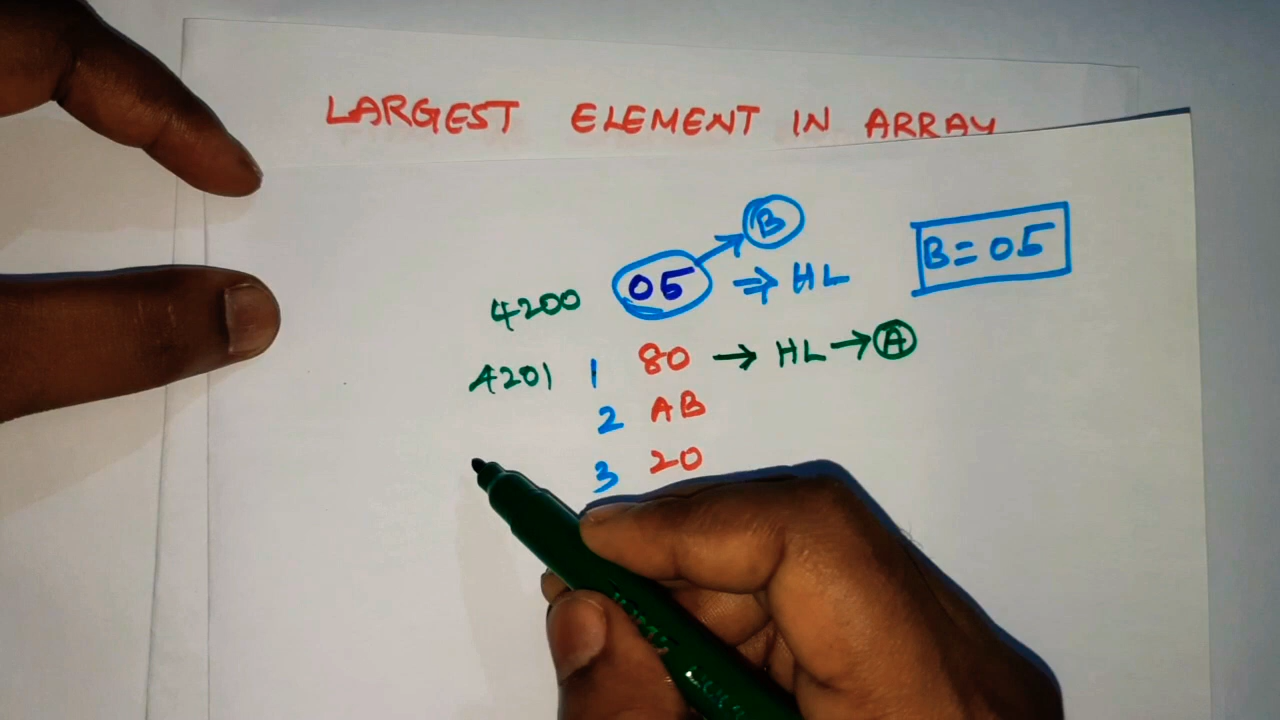 LARGEST ELEMENT IN ARRAY
B
B = 05
4200 05 ⇒ HL
4201 1 80 → HL → A
2 AB
3 20